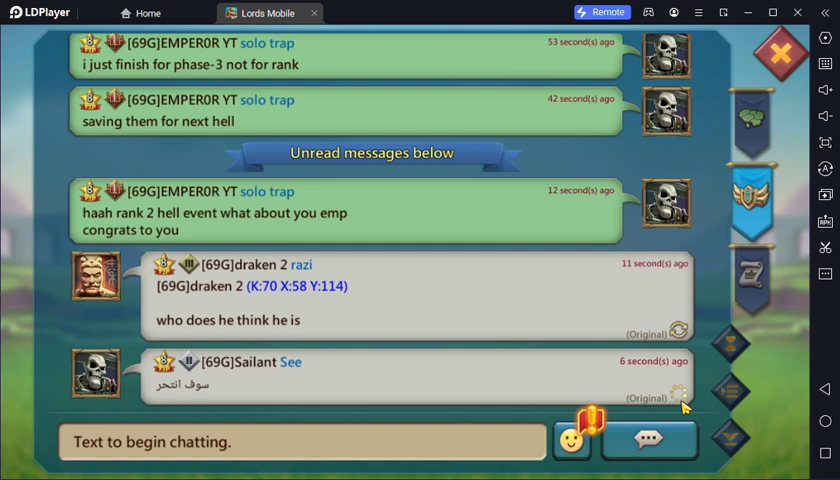 LDPlayer
Home
Lords Mobile
Remote
[69G]EMPER0R YT solo trap
53 second(s) ago
i just finish for phase-3 not for rank
[69G]EMPER0R YT solo trap
42 second(s) ago
saving them for next hell
Unread messages below
[69G]EMPER0R YT solo trap
12 second(s) ago
haah rank 2 hell event what about you emp
congrats to you
[69G]draken 2 razi
11 second(s) ago
[69G]draken 2 (K:70 X:58 Y:114)
who does he think he is
(Original)
[69G]Sailant See
6 second(s) ago
سوف انتحر
(Original)
Text to begin chatting.